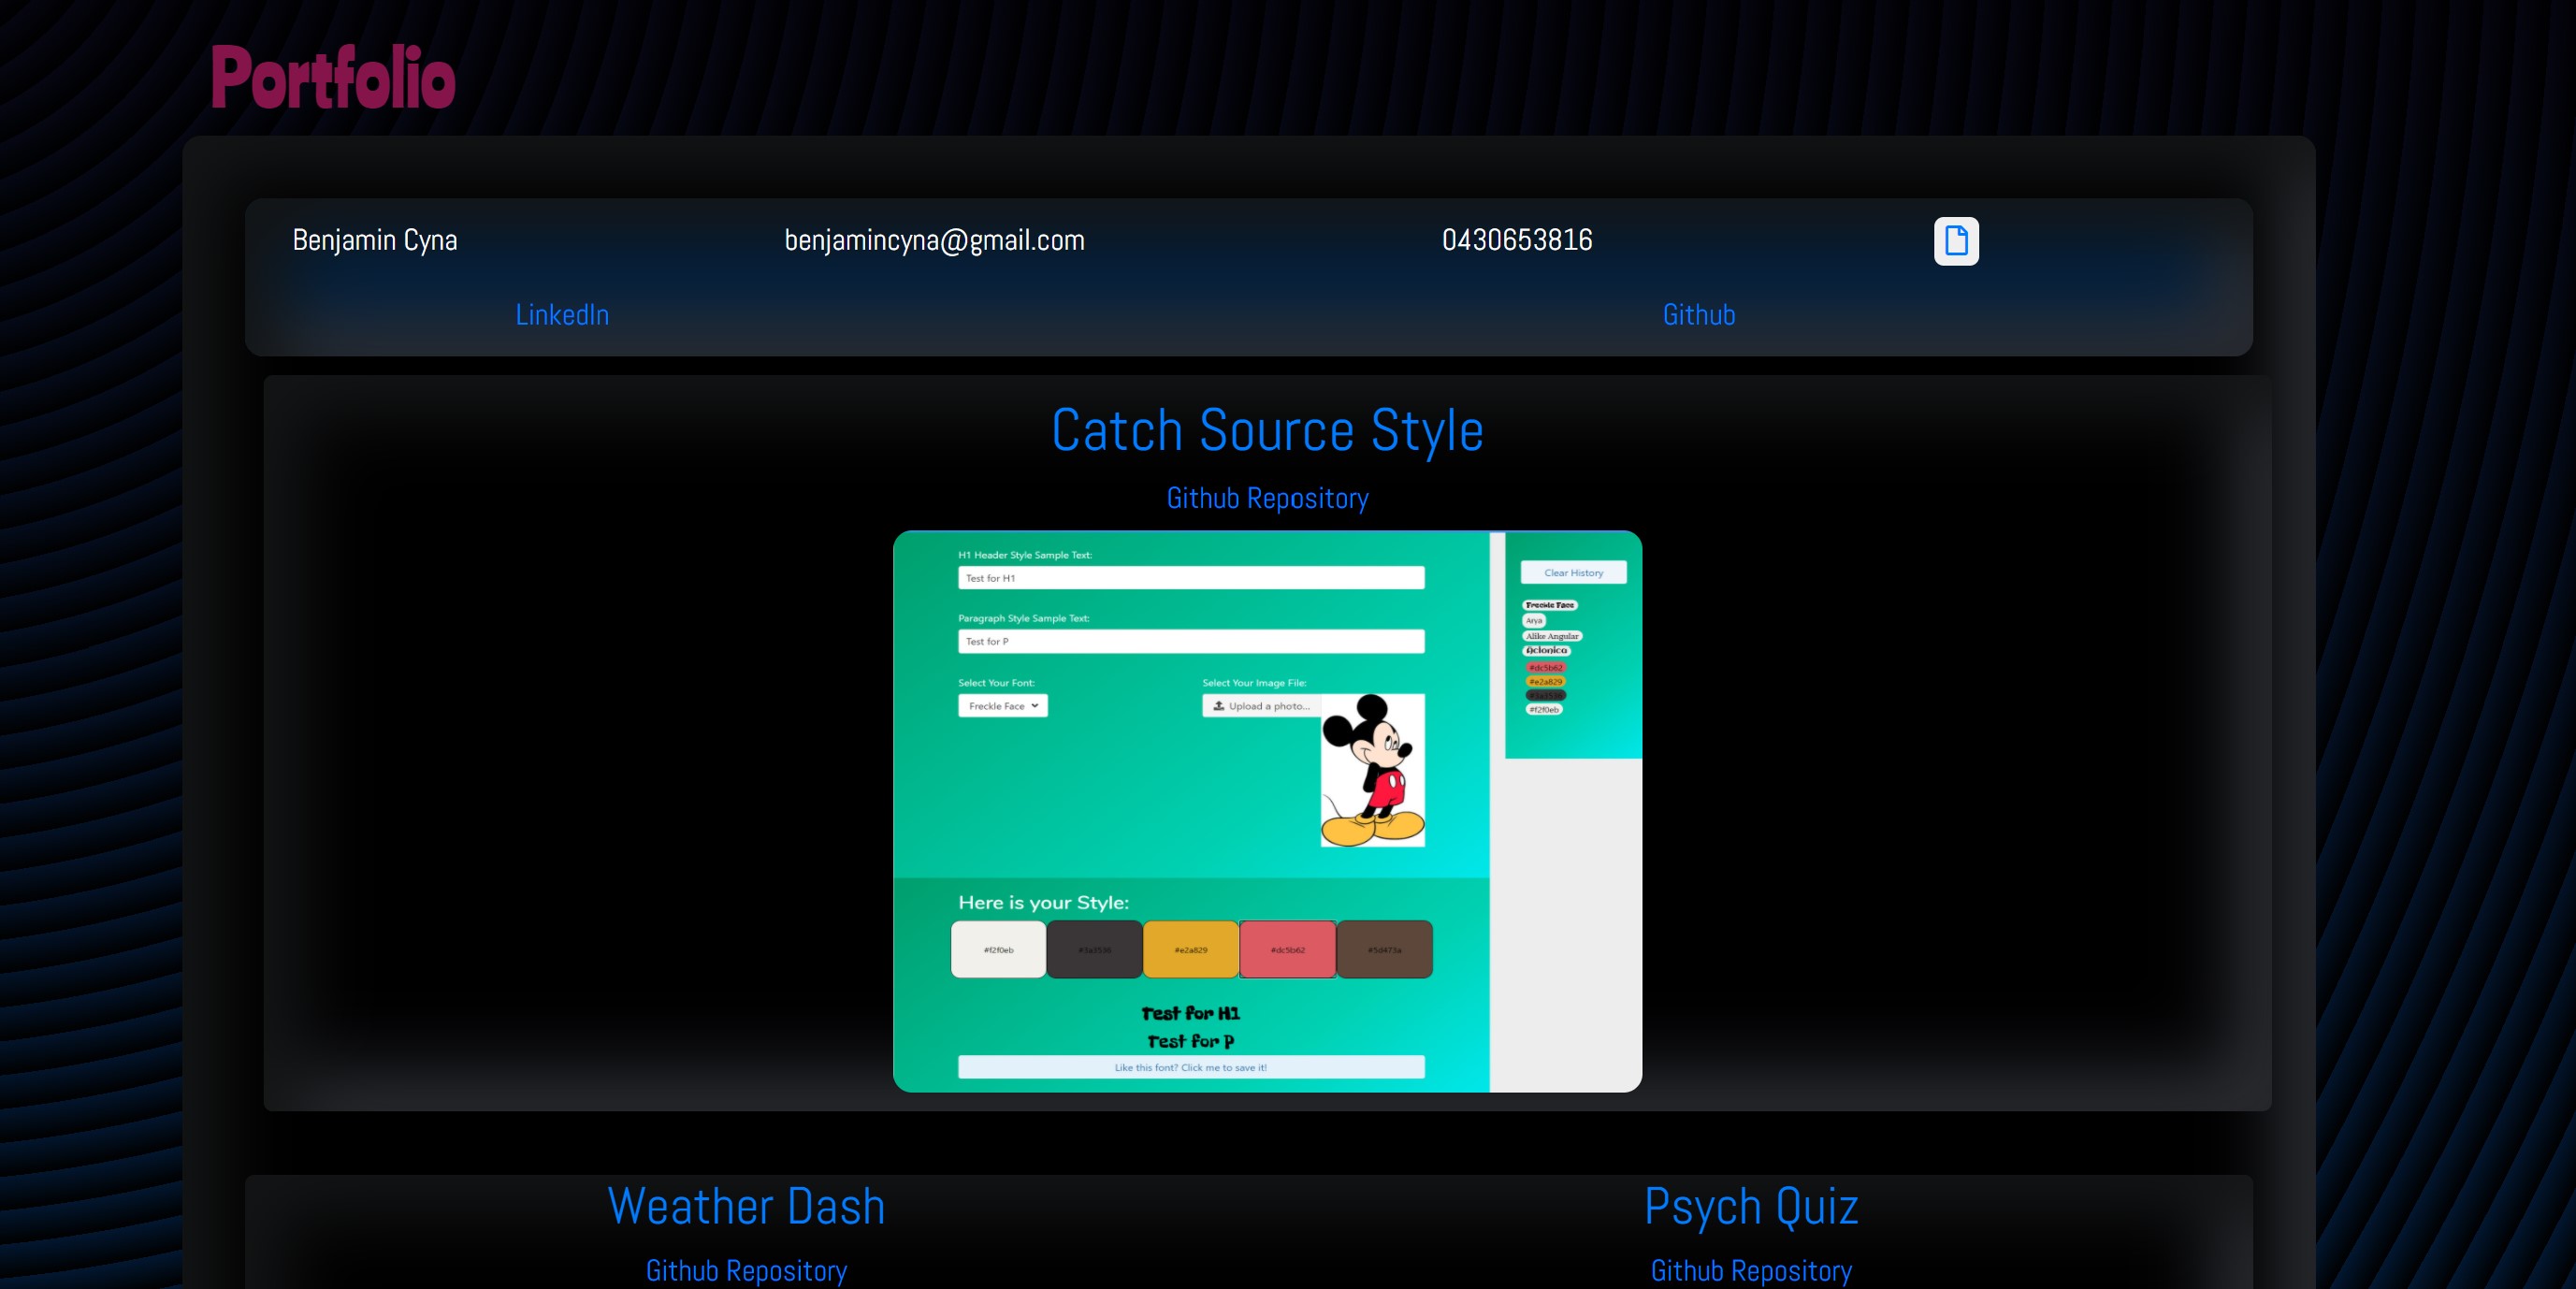 Portfolio
Benjamin Cyna benjamincyna@gmail.com 0430653816
LinkedIn Github
Catch Source Style
Github Repository
H1 Header Style Sample Text:
Test for H1
Paragraph Style Sample Text:
Test for P
Select Your Font:
Freckle Face
Select Your Image File:
Upload a photo...
Clear History
Freckle Face
Arya
Alike Angular
Aclonica
#dc5b62
#e2a829
#3a3536
#f2f0eb
Here is your Style:
#f2f0eb #3a3536 #e2a829 #dc5b62 #5d473a
Test for H1
Test for P
Like this font? Click me to save it!
Weather Dash Psych Quiz
Github Repository Github Repository